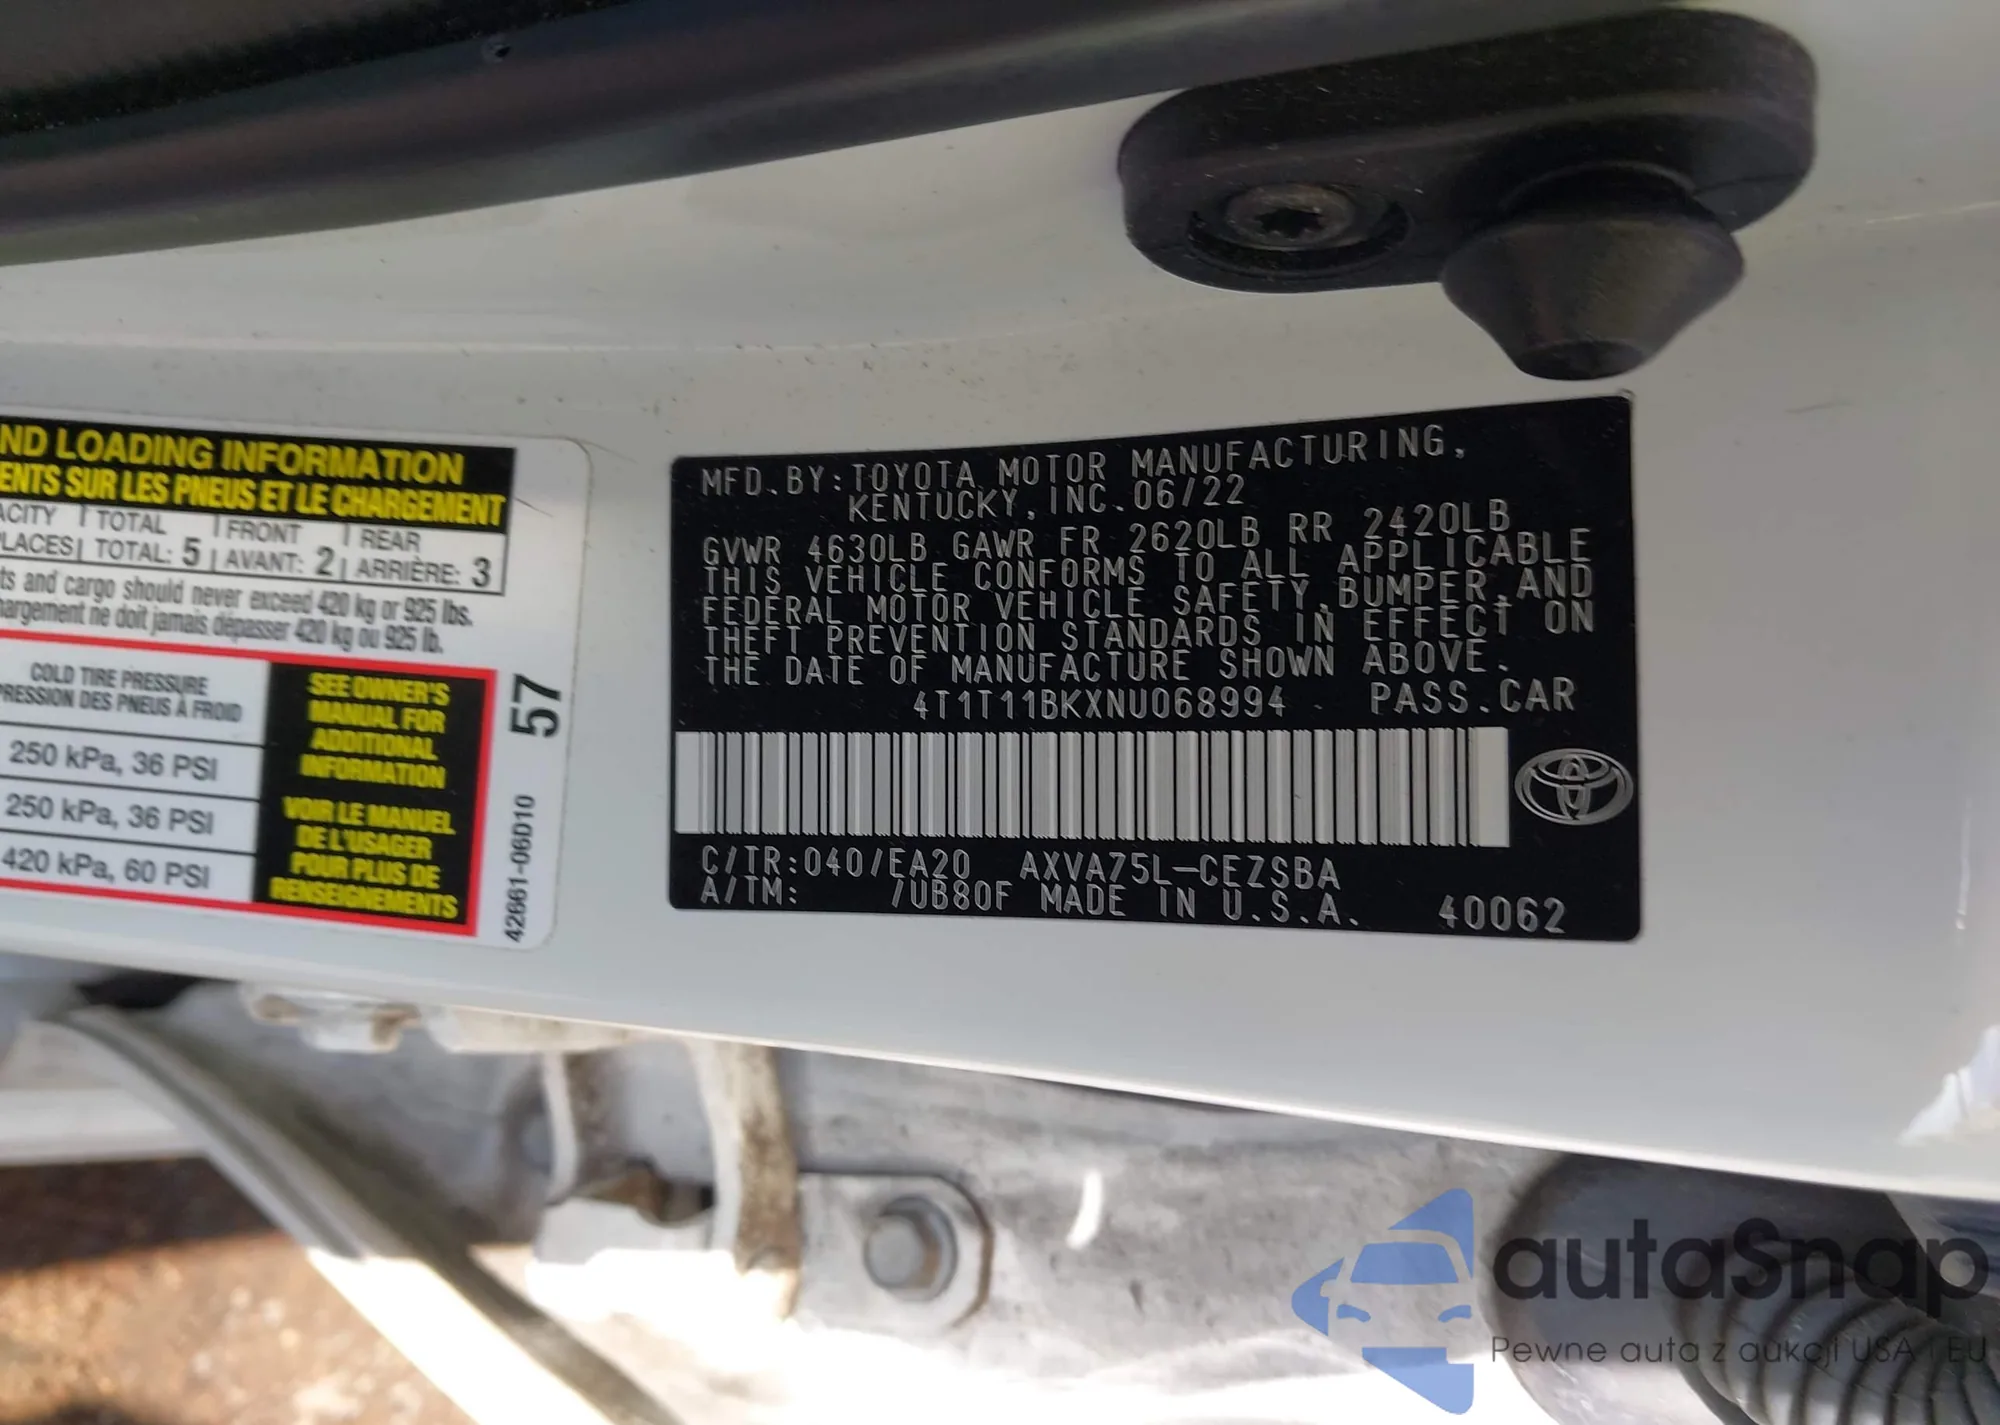 ND LOADING INFORMATION
ENTS SUR LES PNEUS ET LE CHARGEMENT
ACITY | TOTAL | FRONT | REAR
PLACES | TOTAL: 5 | AVANT: 2 | ARRIÈRE: 3
ts and cargo should never exceed 420 kg or 925 lbs.
hargement ne doit jamais dépasser 420 kg ou 925 lb.
COLD TIRE PRESSURE
PRESSION DES PNEUS À FROID
250 kPa, 36 PSI
250 kPa, 36 PSI
420 kPa, 60 PSI
SEE OWNER'S
MANUAL FOR
ADDITIONAL
INFORMATION
VOIR LE MANUEL
DE L'USAGER
POUR PLUS DE
RENSEIGNEMENTS
57
42661-06D10
MFD.BY:TOYOTA MOTOR MANUFACTURING,
KENTUCKY, INC.06/22
GVWR 4630LB GAWR FR 2620LB RR 2420LB
THIS VEHICLE CONFORMS TO ALL APPLICABLE
FEDERAL MOTOR VEHICLE SAFETY,BUMPER,AND
THEFT PREVENTION STANDARDS IN EFFECT ON
THE DATE OF MANUFACTURE SHOWN ABOVE.
4T1T11BKXNU068994 PASS.CAR
C/TR:040/EA20 AXVA75L-CEZSBA
A/TM: /UB80F MADE IN U.S.A. 40062
autoSnap
Pewne auta z aukcji USA i EU